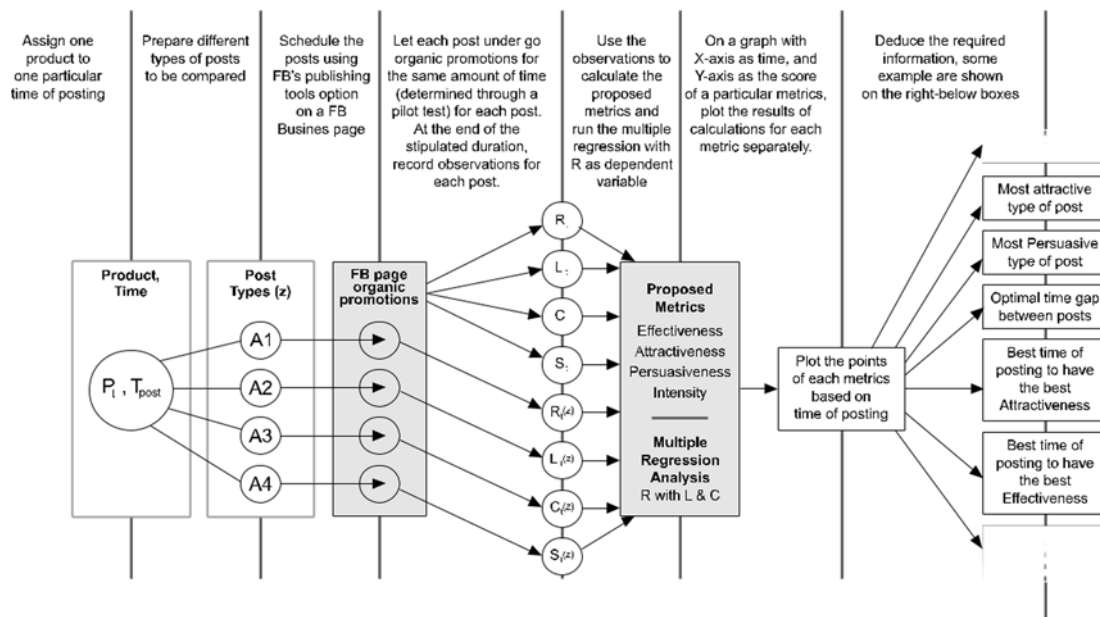 Assign one
product to
one particular
time of posting
Prepare different
types of posts
to be compared
Schedule the
posts using
FB's publishing
tools option
on a FB
Busines page
Let each post under go
organic promotions for
the same amount of time
(determined through a
pilot test) for each post.
At the end of the
stipulated duration,
record observations for
each post.
Use the
observations to
calculate the
proposed
metrics and
run the multiple
regression with
R as dependent
variable
On a graph with
X-axis as time, and
Y-axis as the score
of a particular metrics,
plot the results of
calculations for each
metric separately.
Deduce the required
information, some
example are shown
on the right-below boxes
Product,
Time
Post
Types (z)
FB page
organic
promotions
A1
A2
A3
A4
R
L
C
S
Proposed
Metrics
Effectiveness
Attractiveness
Persuasiveness
Intensity
Multiple
Regression
Analysis
R with L & C
Plot the points
of each metrics
based on
time of posting
Most attractive
type of post
Most Persuasive
type of post
Optimal time gap
between posts
Best time of
posting to have
the best
Attractiveness
Best time of
posting to have
the best
Effectiveness